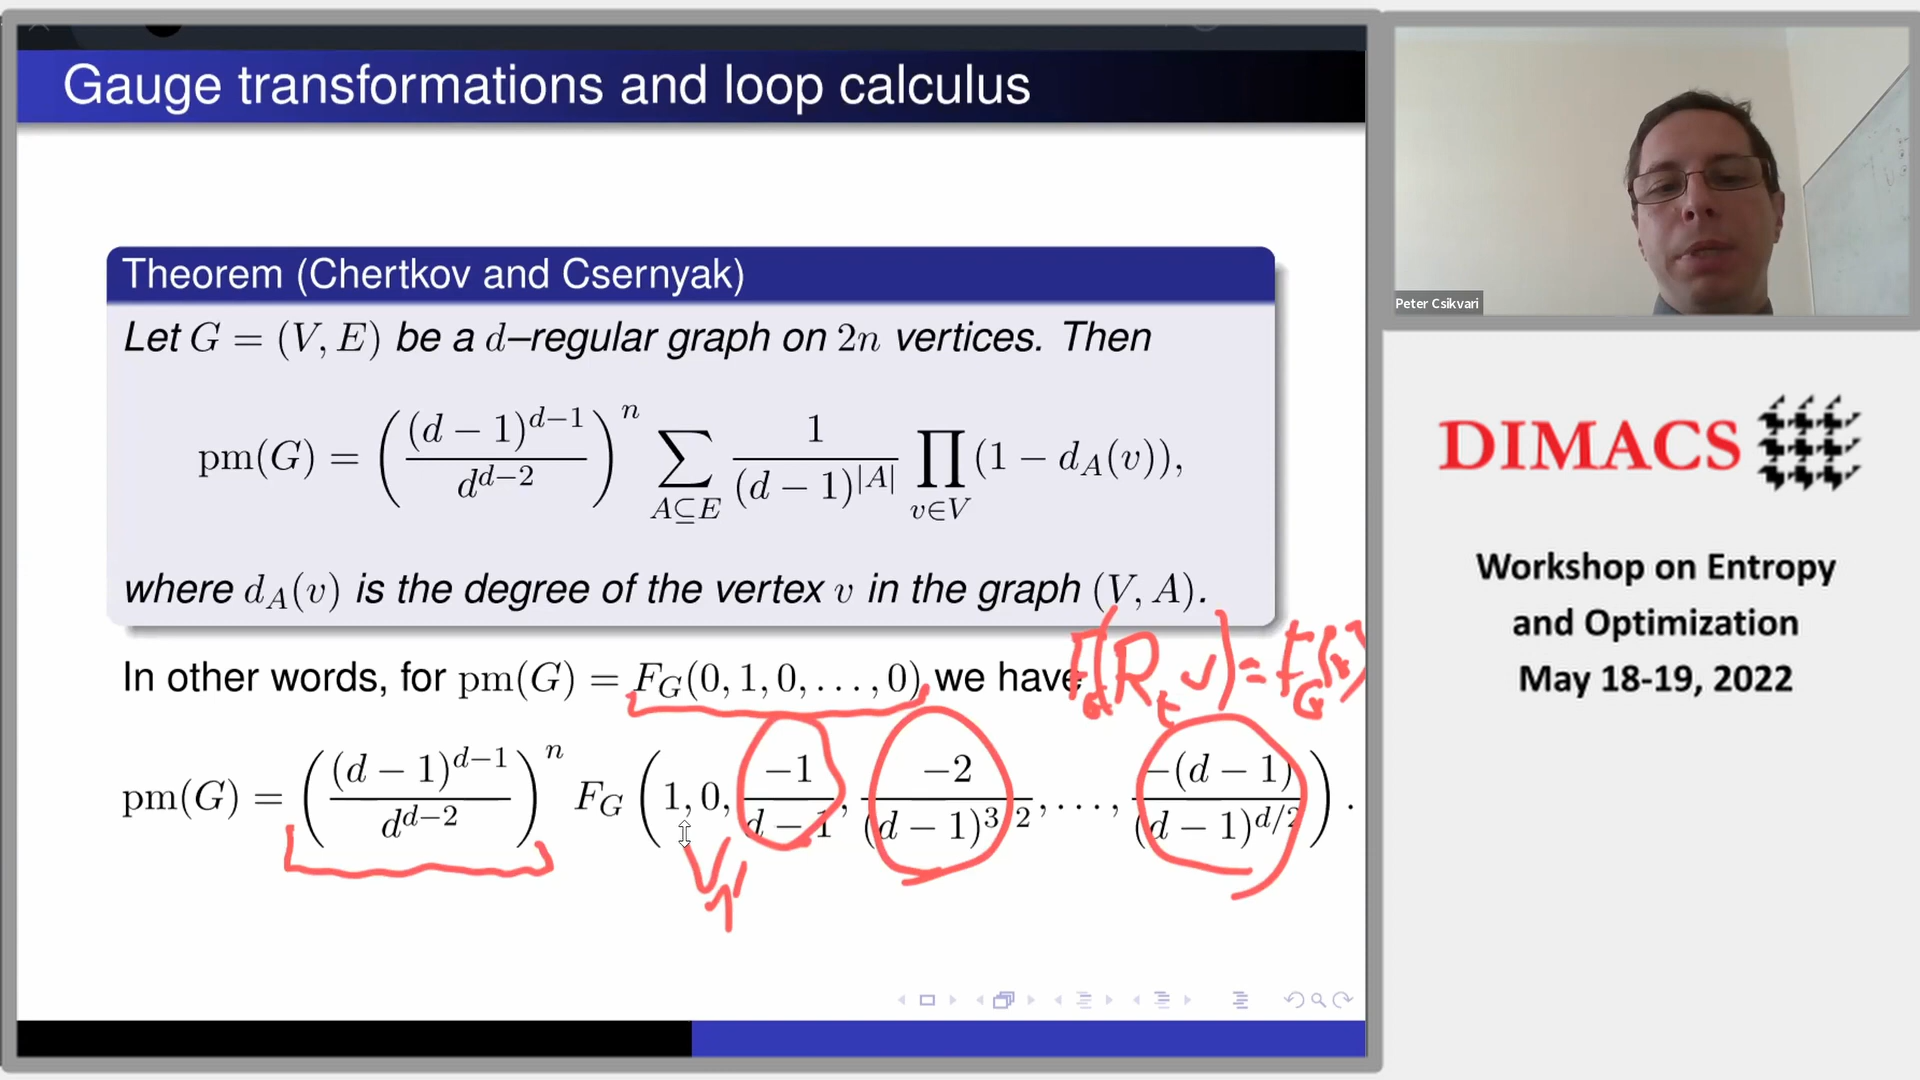 Gauge transformations and loop calculus
Theorem (Chertkov and Csernyak)
Let G = (V, E) be a d–regular graph on 2n vertices. Then
pm(G) = ( (d − 1)^{d−1} / d^{d−2} )^n ∑_{A⊆E} 1 / (d − 1)^{|A|} ∏_{v∈V} (1 − d_A(v)),
where d_A(v) is the degree of the vertex v in the graph (V, A).
In other words, for pm(G) = F_G(0, 1, 0, . . . , 0) we have
pm(G) = ( (d − 1)^{d−1} / d^{d−2} )^n F_G ( 1, 0, −1 / d − 1, −2 / (d − 1)^{3/2}, . . . , −(d − 1) / (d − 1)^{d/2} ) .
Peter Csikvari
DIMACS
Workshop on Entropy
and Optimization
May 18-19, 2022